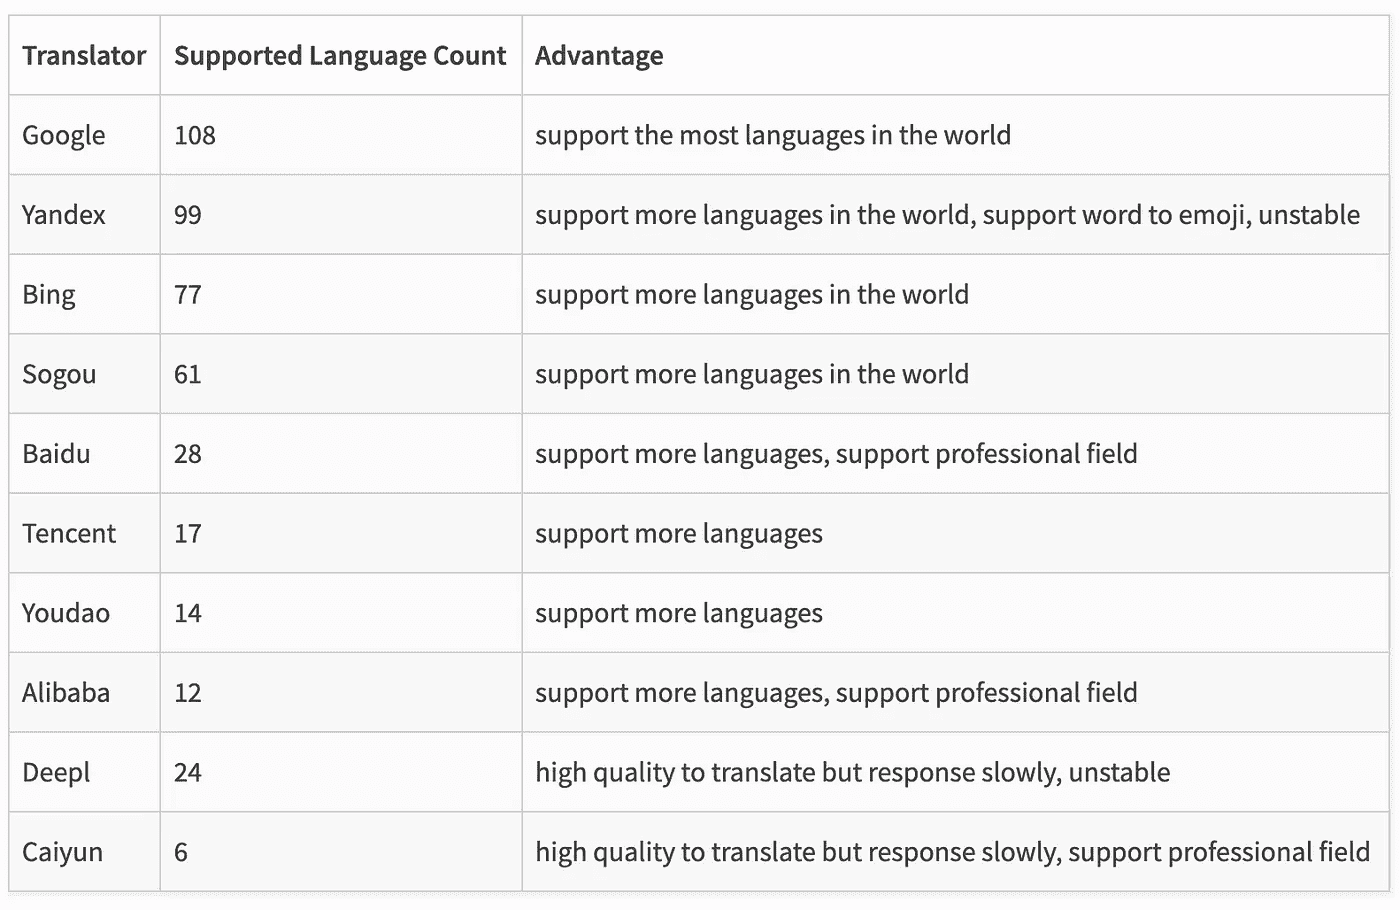 Translator Supported Language Count Advantage
Google 108 support the most languages in the world
Yandex 99 support more languages in the world, support word to emoji, unstable
Bing 77 support more languages in the world
Sogou 61 support more languages in the world
Baidu 28 support more languages, support professional field
Tencent 17 support more languages
Youdao 14 support more languages
Alibaba 12 support more languages, support professional field
Deepl 24 high quality to translate but response slowly, unstable
Caiyun 6 high quality to translate but response slowly, support professional field